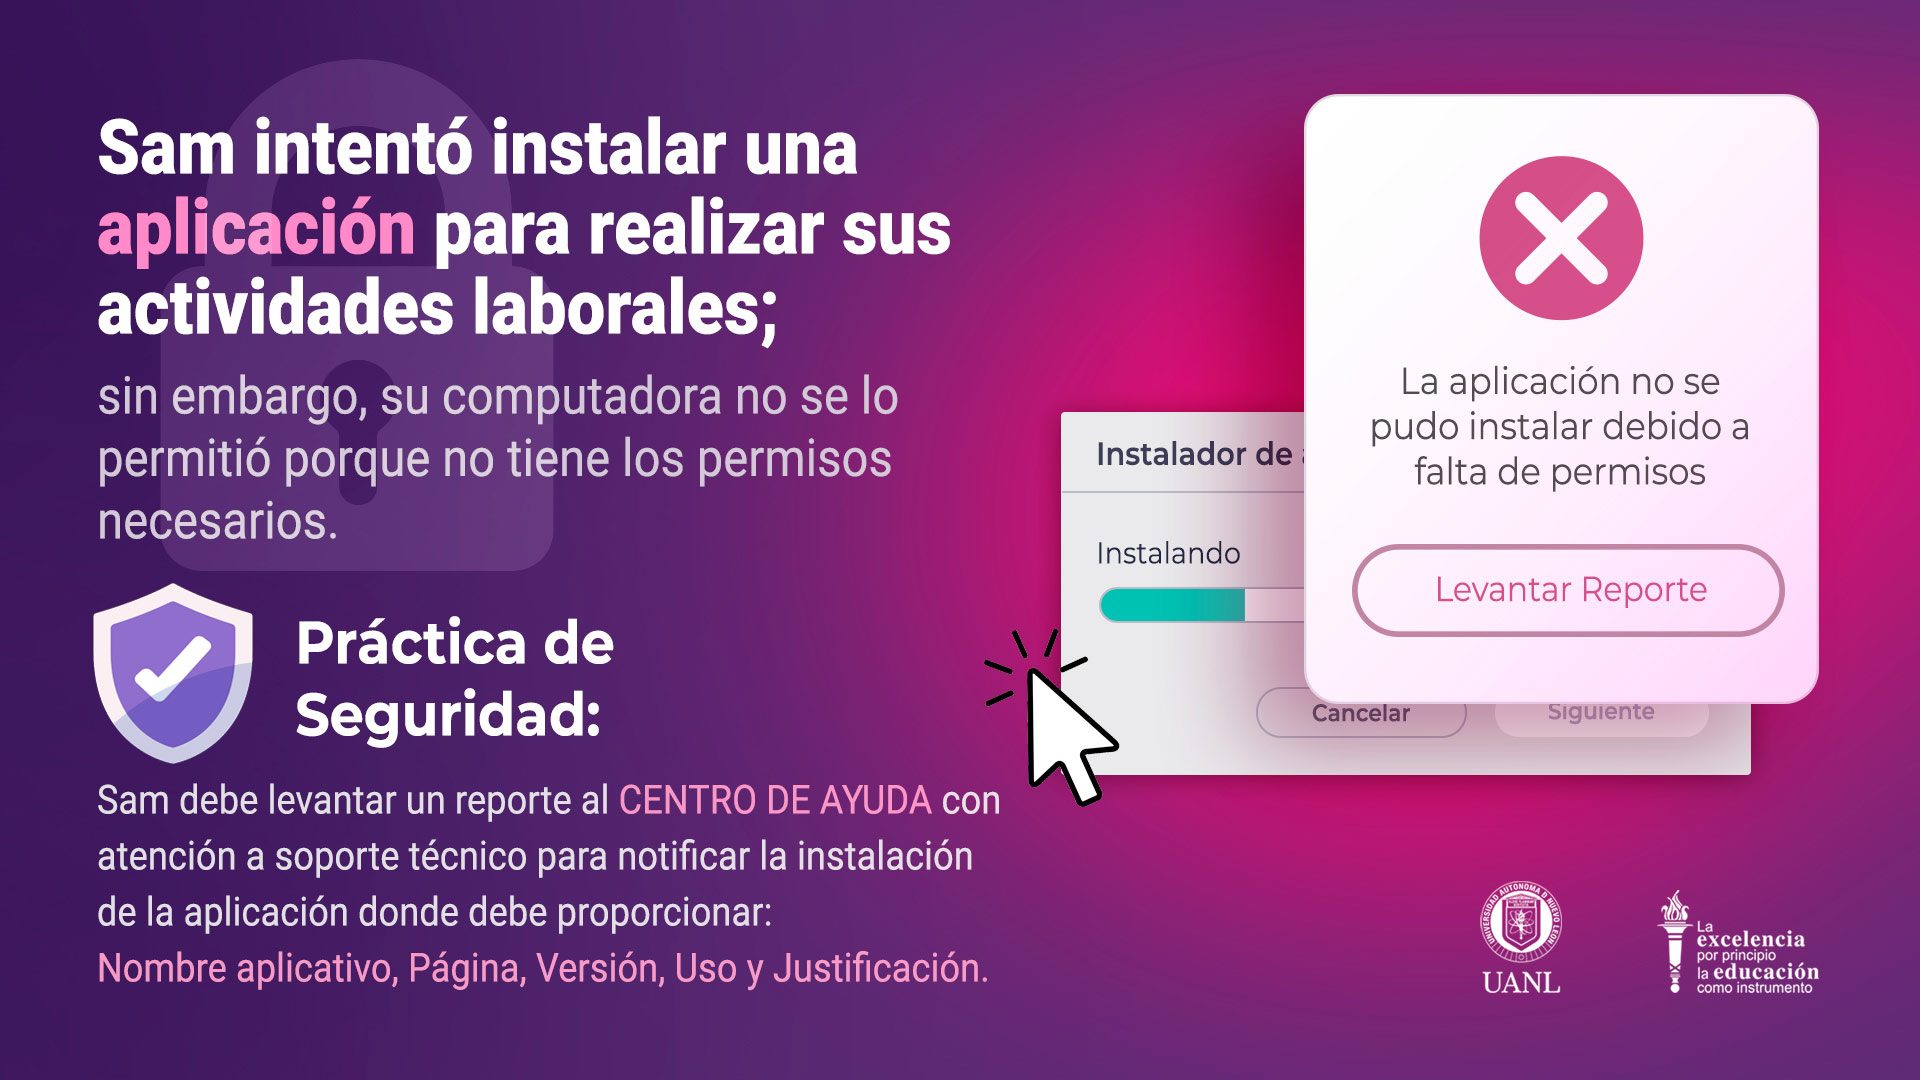 Sam intentó instalar una
aplicación para realizar sus
actividades laborales;
sin embargo, su computadora no se lo
permitió porque no tiene los permisos
necesarios.
Práctica de
Seguridad:
Sam debe levantar un reporte al CENTRO DE AYUDA con
atención a soporte técnico para notificar la instalación
de la aplicación donde debe proporcionar:
Nombre aplicativo, Página, Versión, Uso y Justificación.
La aplicación no se
pudo instalar debido a
falta de permisos
Levantar Reporte
Instalador de
Instalando
Cancelar
Siguiente
UNIVERSIDAD AUTONOMA D NUEVO LEON
UANL
La
excelencia
por principio
la educación
como instrumento